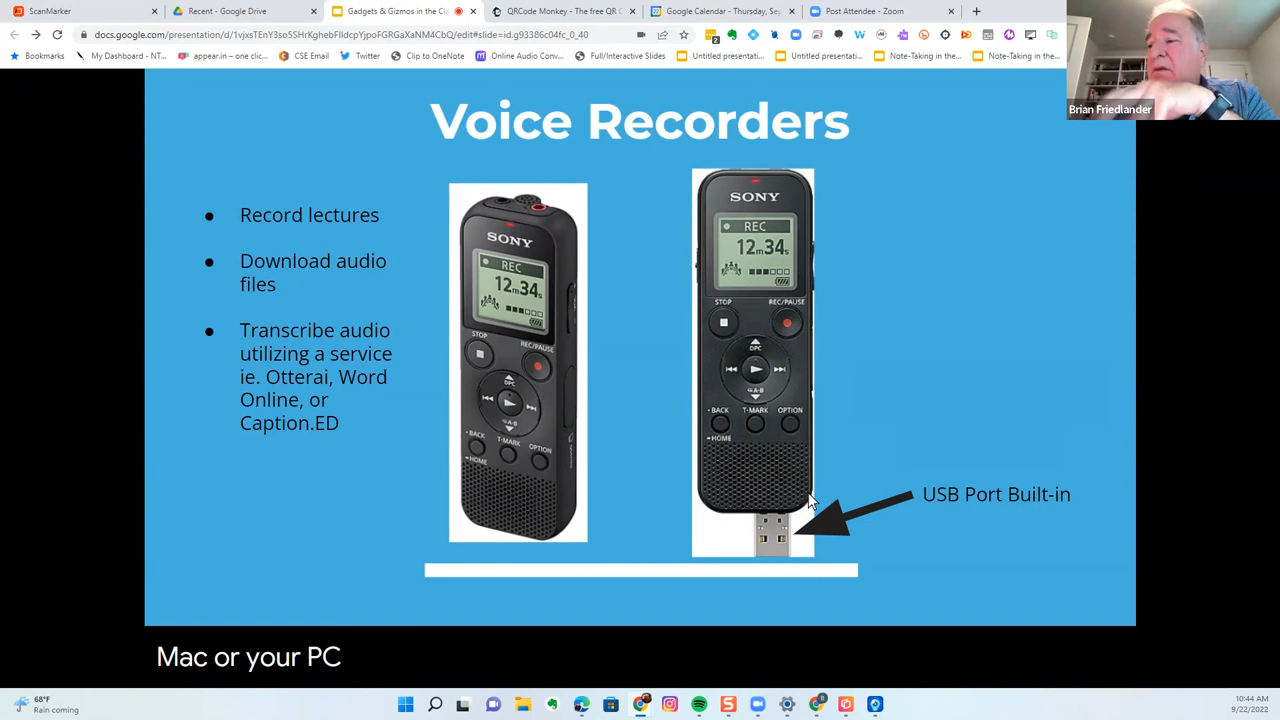 ScanMarker
Recent - Google Drive
Gadgets & Gizmos in the Cl
QRCode Monkey - The free QR C
Google Calendar - Thursday, Sep
Post Attendee - Zoom
Bookmarks
My Dashboard - NT...
appear.in – one clic...
CSE Email
Twitter
Clip to OneNote
Online Audio Conv...
Full/Interactive Slides
Untitled presentati...
Untitled presentati...
Note-Taking in the...
Note-Taking in the...
Brian Friedlander
Voice Recorders
• Record lectures
• Download audio
files
• Transcribe audio
utilizing a service
ie. Otterai, Word
Online, or
Caption.ED
SONY
REC
12m34s
STOP
REC/PAUSE
DPC
A-B
•BACK
T-MARK
OPTION
━HOME
SONY
REC
12m34s
STOP
REC/PAUSE
DPC
A-B
•BACK
T-MARK
OPTION
━HOME
USB Port Built-in
Mac or your PC
68°F
Rain coming
10:44 AM
9/22/2022